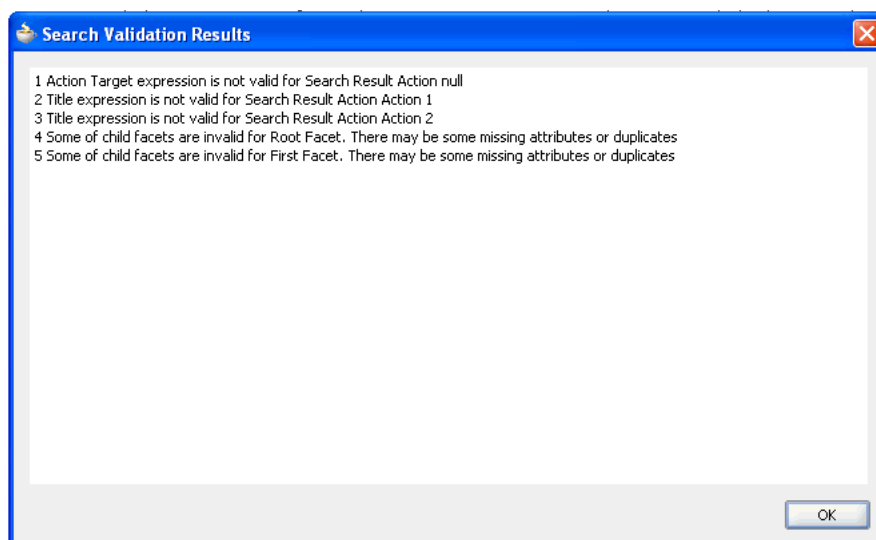 Search Validation Results
1 Action Target expression is not valid for Search Result Action null
2 Title expression is not valid for Search Result Action Action 1
3 Title expression is not valid for Search Result Action Action 2
4 Some of child facets are invalid for Root Facet. There may be some missing attributes or duplicates
5 Some of child facets are invalid for First Facet. There may be some missing attributes or duplicates
OK